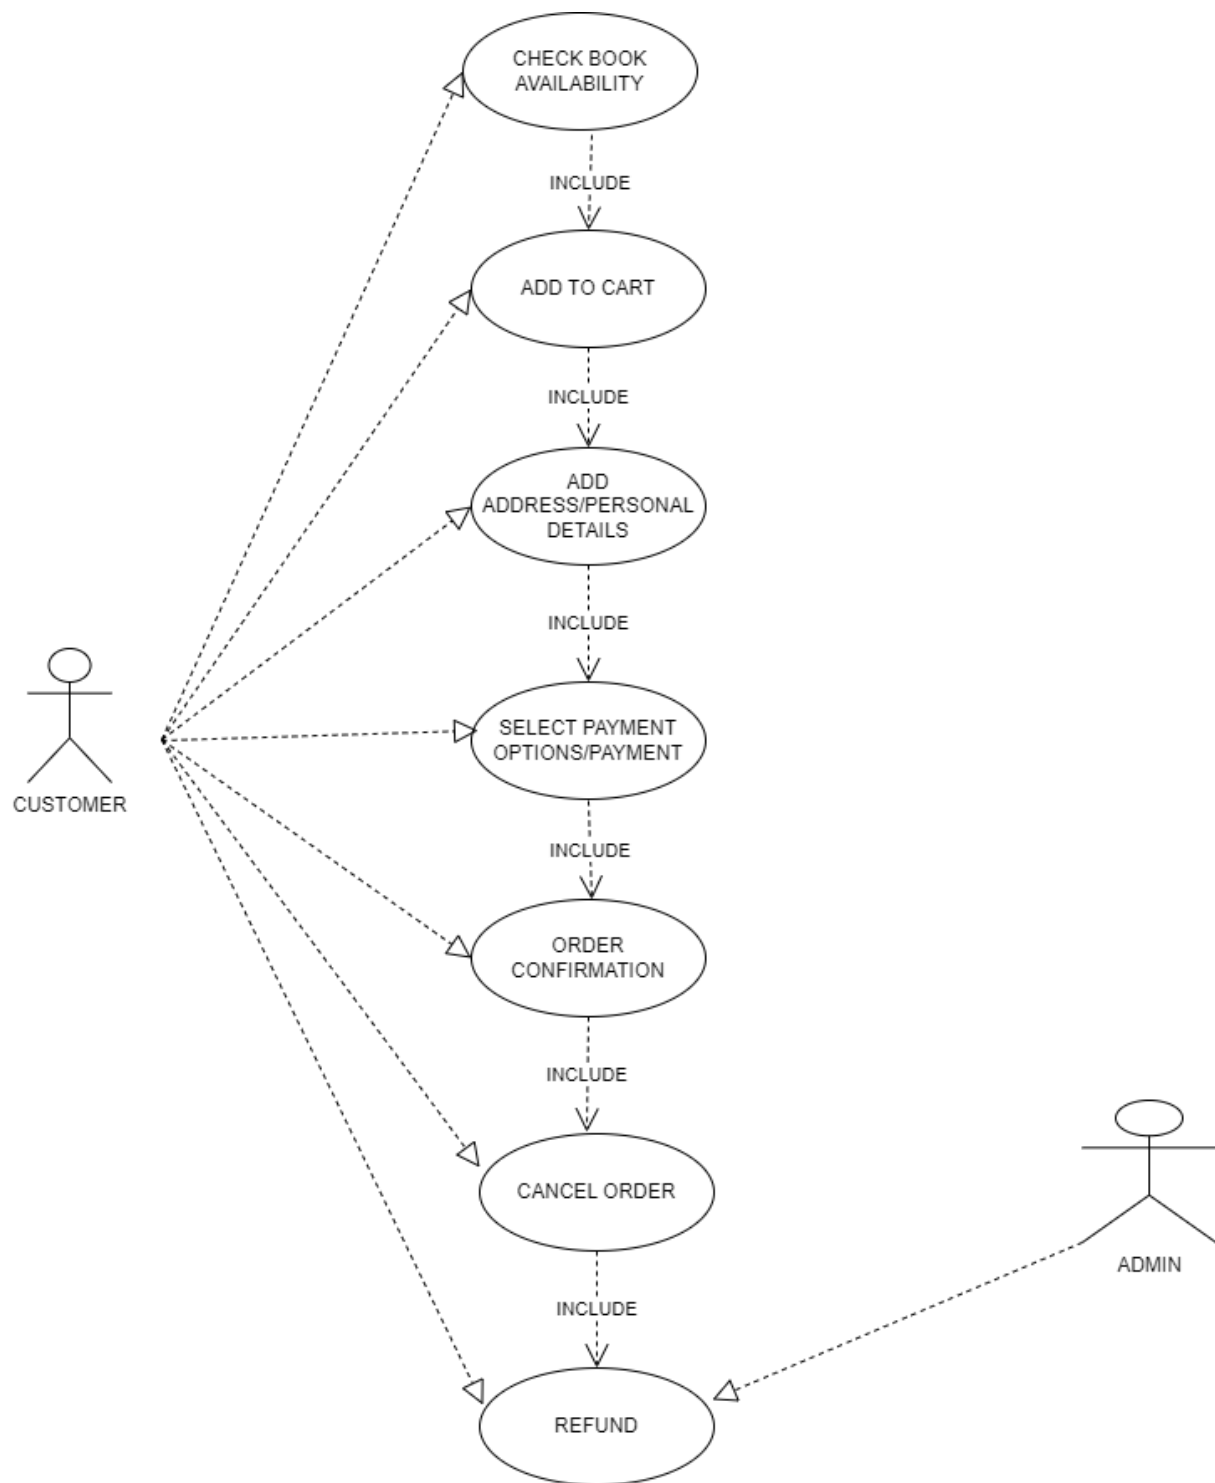 CHECK BOOK
AVAILABILITY
INCLUDE
ADD TO CART
INCLUDE
ADD
ADDRESS/PERSONAL
DETAILS
INCLUDE
SELECT PAYMENT
OPTIONS/PAYMENT
CUSTOMER
INCLUDE
ORDER
CONFIRMATION
INCLUDE
CANCEL ORDER
ADMIN
INCLUDE
REFUND